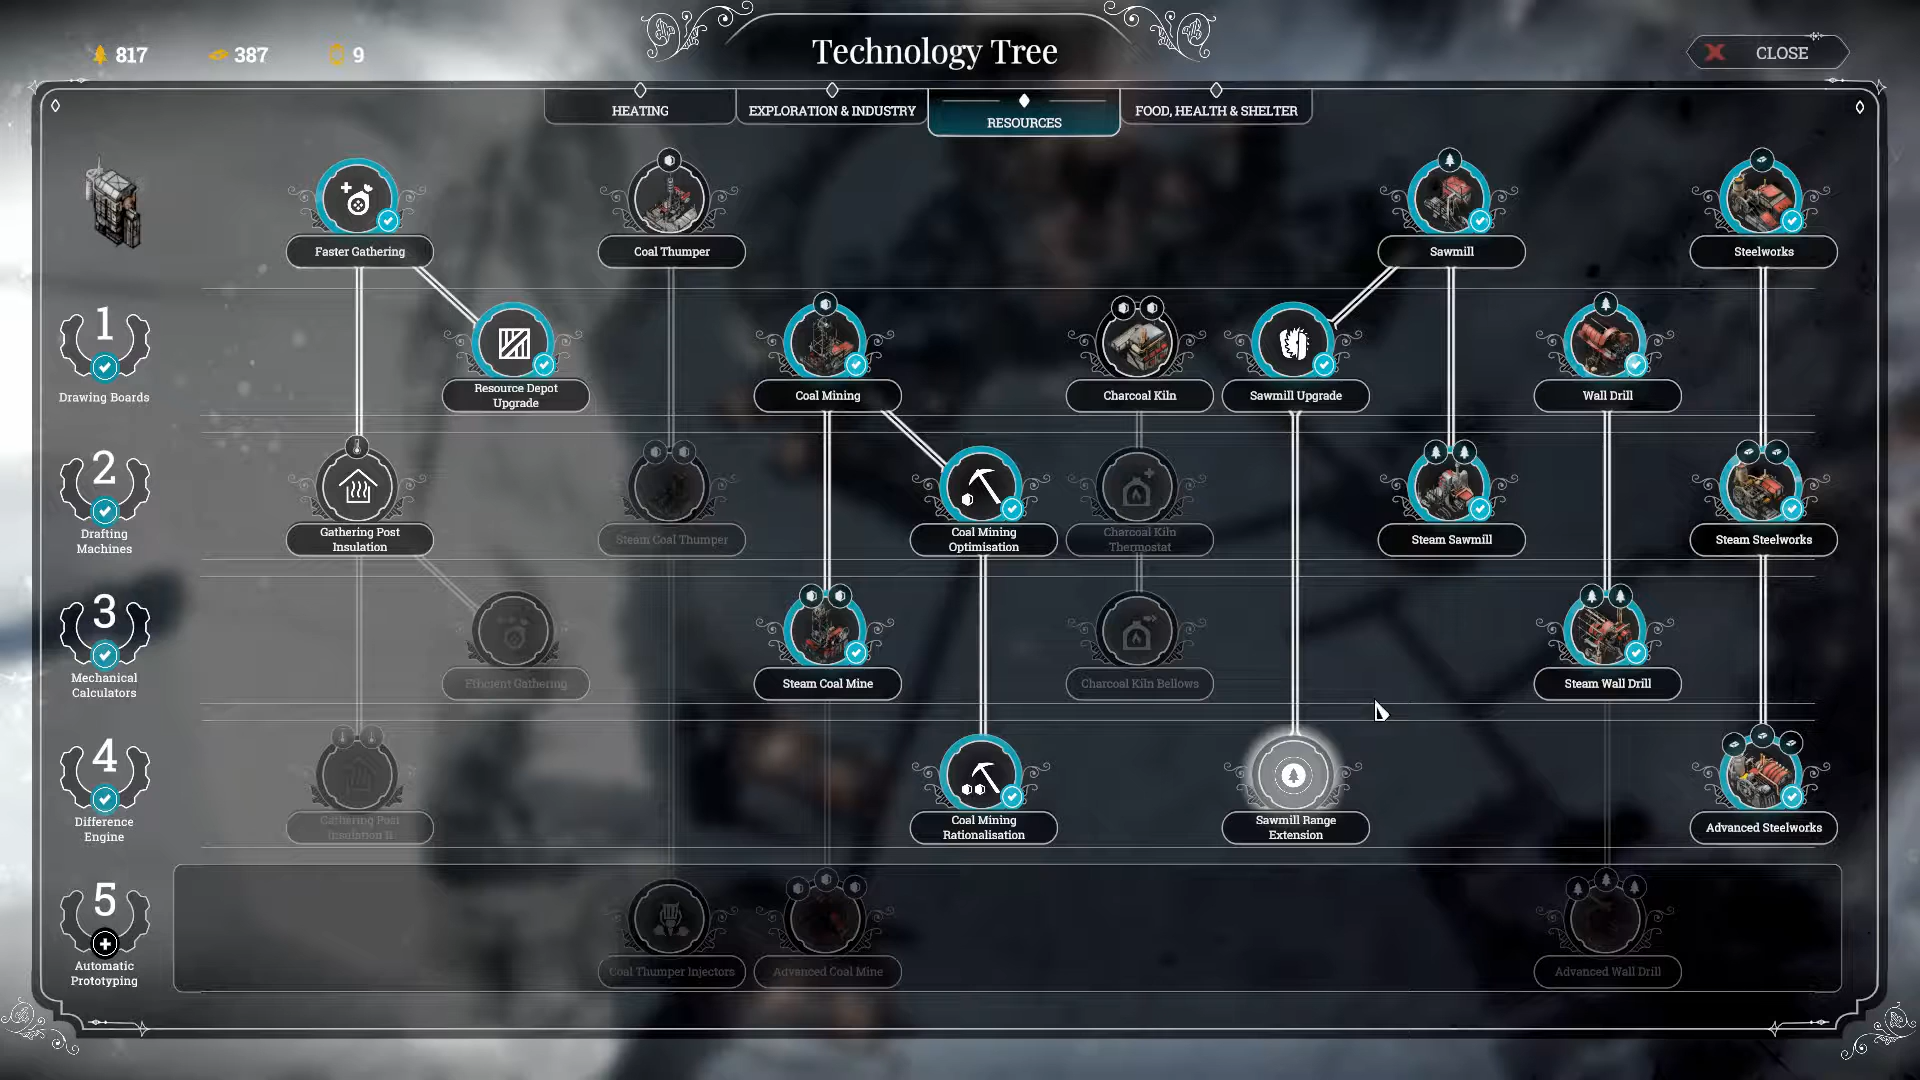 817
387
9
Technology Tree
CLOSE
HEATING
EXPLORATION & INDUSTRY
RESOURCES
FOOD, HEALTH & SHELTER
Faster Gathering
Coal Thumper
Sawmill
Steelworks
1
Drawing Boards
Resource Depot
Upgrade
Coal Mining
Charcoal Kiln
Sawmill Upgrade
Wall Drill
2
Drafting
Machines
Gathering Post
Insulation
Steam Coal Thumper
Coal Mining
Optimisation
Charcoal Kiln
Thermostat
Steam Sawmill
Steam Steelworks
3
Mechanical
Calculators
Efficient Gathering
Steam Coal Mine
Charcoal Kiln Bellows
Steam Wall Drill
4
Difference
Engine
Gathering Post
Insulation II
Coal Mining
Rationalisation
Sawmill Range
Extension
Advanced Steelworks
5
Automatic
Prototyping
Coal Thumper Injectors
Advanced Coal Mine
Advanced Wall Drill